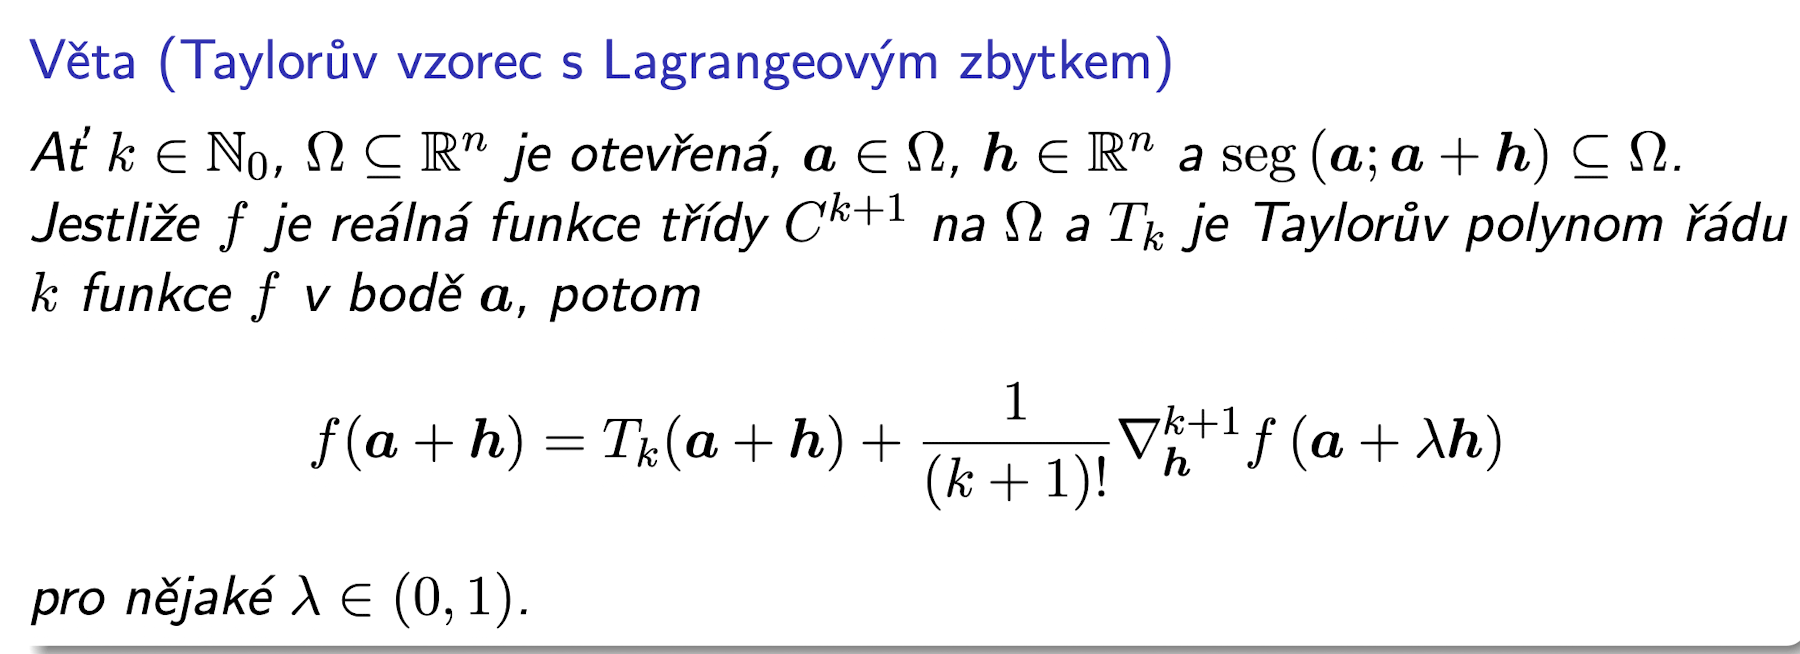 Věta (Taylorův vzorec s Lagrangeovým zbytkem)
Ať $k \in \mathbb{N}_0$, $\Omega \subseteq \mathbb{R}^n$ je otevřená, $\boldsymbol{a} \in \Omega$, $\boldsymbol{h} \in \mathbb{R}^n$ a $\mathrm{seg}\,(\boldsymbol{a}; \boldsymbol{a} + \boldsymbol{h}) \subseteq \Omega$.
Jestliže $f$ je reálná funkce třídy $C^{k+1}$ na $\Omega$ a $T_k$ je Taylorův polynom řádu
$k$ funkce $f$ v bodě $\boldsymbol{a}$, potom
$f(\boldsymbol{a} + \boldsymbol{h}) = T_k(\boldsymbol{a} + \boldsymbol{h}) + \frac{1}{(k+1)!} \nabla_{\boldsymbol{h}}^{k+1} f(\boldsymbol{a} + \lambda \boldsymbol{h})$
pro nějaké $\lambda \in (0, 1)$.